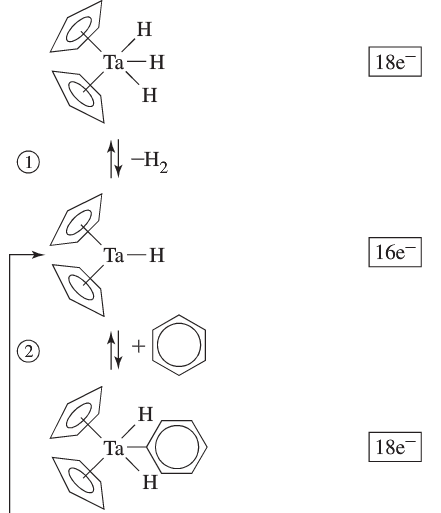 H
Ta—H
H
18e⁻
① −H₂
Ta—H
16e⁻
② +
H
Ta
H
18e⁻